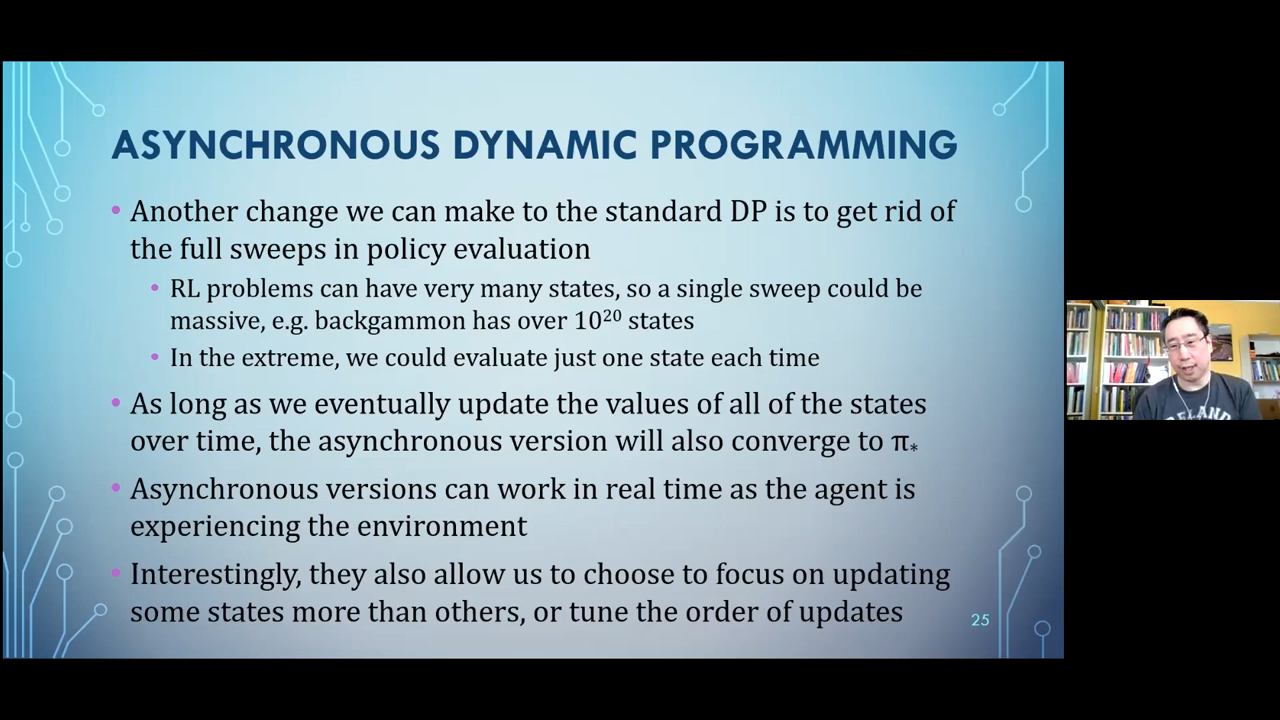 ASYNCHRONOUS DYNAMIC PROGRAMMING
• Another change we can make to the standard DP is to get rid of
the full sweeps in policy evaluation
• RL problems can have very many states, so a single sweep could be
massive, e.g. backgammon has over 10²⁰ states
• In the extreme, we could evaluate just one state each time
• As long as we eventually update the values of all of the states
over time, the asynchronous version will also converge to π*
• Asynchronous versions can work in real time as the agent is
experiencing the environment
• Interestingly, they also allow us to choose to focus on updating
some states more than others, or tune the order of updates
25